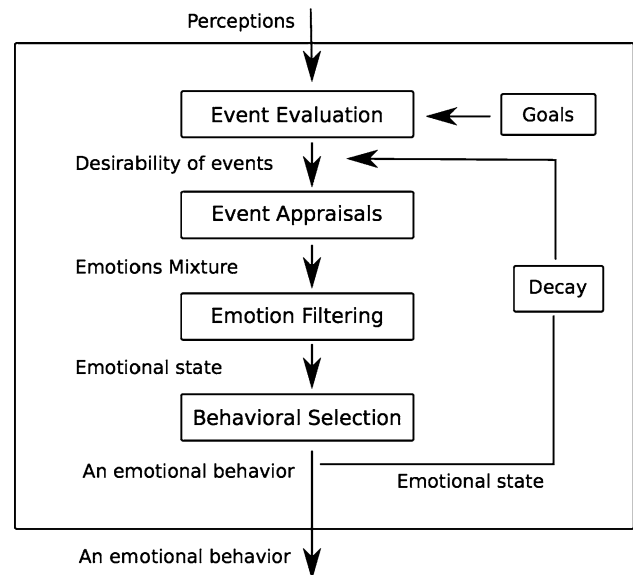 Perceptions
Event Evaluation
Goals
Desirability of events
Event Appraisals
Emotions Mixture
Decay
Emotion Filtering
Emotional state
Behavioral Selection
An emotional behavior
Emotional state
An emotional behavior